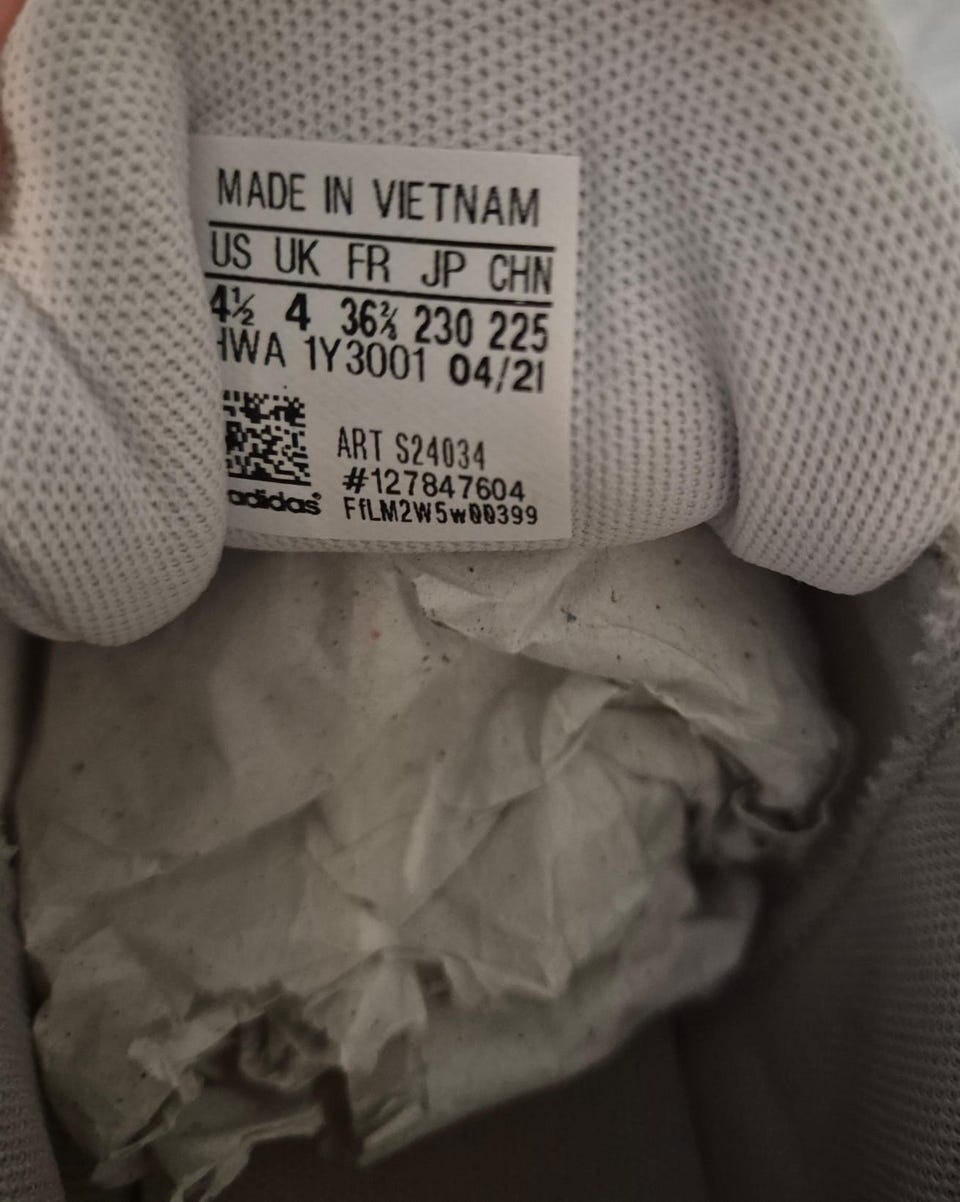 MADE IN VIETNAM
US UK FR JP CHN
4½ 4 36⅔ 230 225
HWA 1Y3001 04/21
ART S24034
#127847604
adidas® FfLM2W5w00399